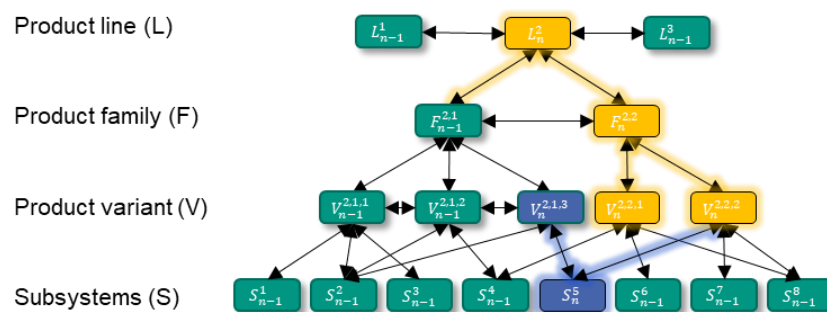 Product line (L)
L¹ₙ₋₁ L²ₙ L³ₙ₋₁
Product family (F)
F²,¹ₙ₋₁ F²,²ₙ
Product variant (V)
V²,¹,¹ₙ₋₁ V²,¹,²ₙ₋₁ V²,¹,³ₙ V²,²,¹ₙ V²,²,²ₙ
Subsystems (S)
S¹ₙ₋₁ S²ₙ₋₁ S³ₙ₋₁ S⁴ₙ₋₁ S⁵ₙ S⁶ₙ₋₁ S⁷ₙ₋₁ S⁸ₙ₋₁